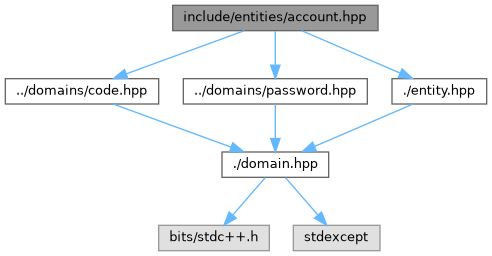 include/entities/account.hpp
../domains/code.hpp
../domains/password.hpp
./entity.hpp
./domain.hpp
bits/stdc++.h
stdexcept